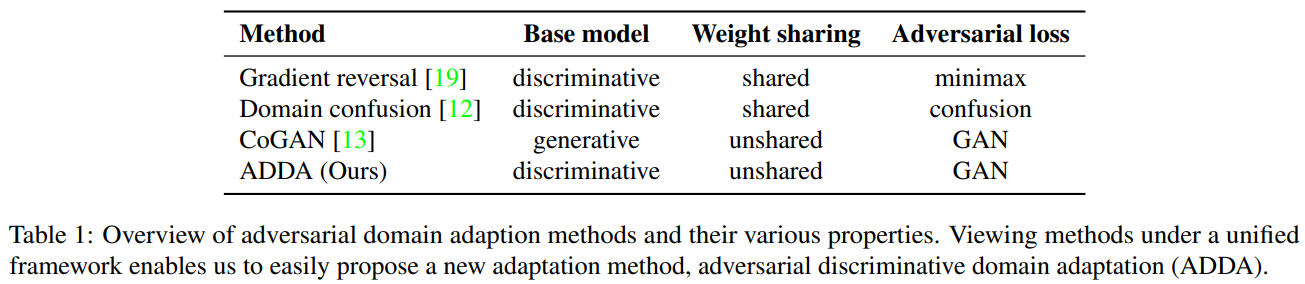 Method Base model Weight sharing Adversarial loss
Gradient reversal [19] discriminative shared minimax
Domain confusion [12] discriminative shared confusion
CoGAN [13] generative unshared GAN
ADDA (Ours) discriminative unshared GAN
Table 1: Overview of adversarial domain adaption methods and their various properties. Viewing methods under a unified
framework enables us to easily propose a new adaptation method, adversarial discriminative domain adaptation (ADDA).